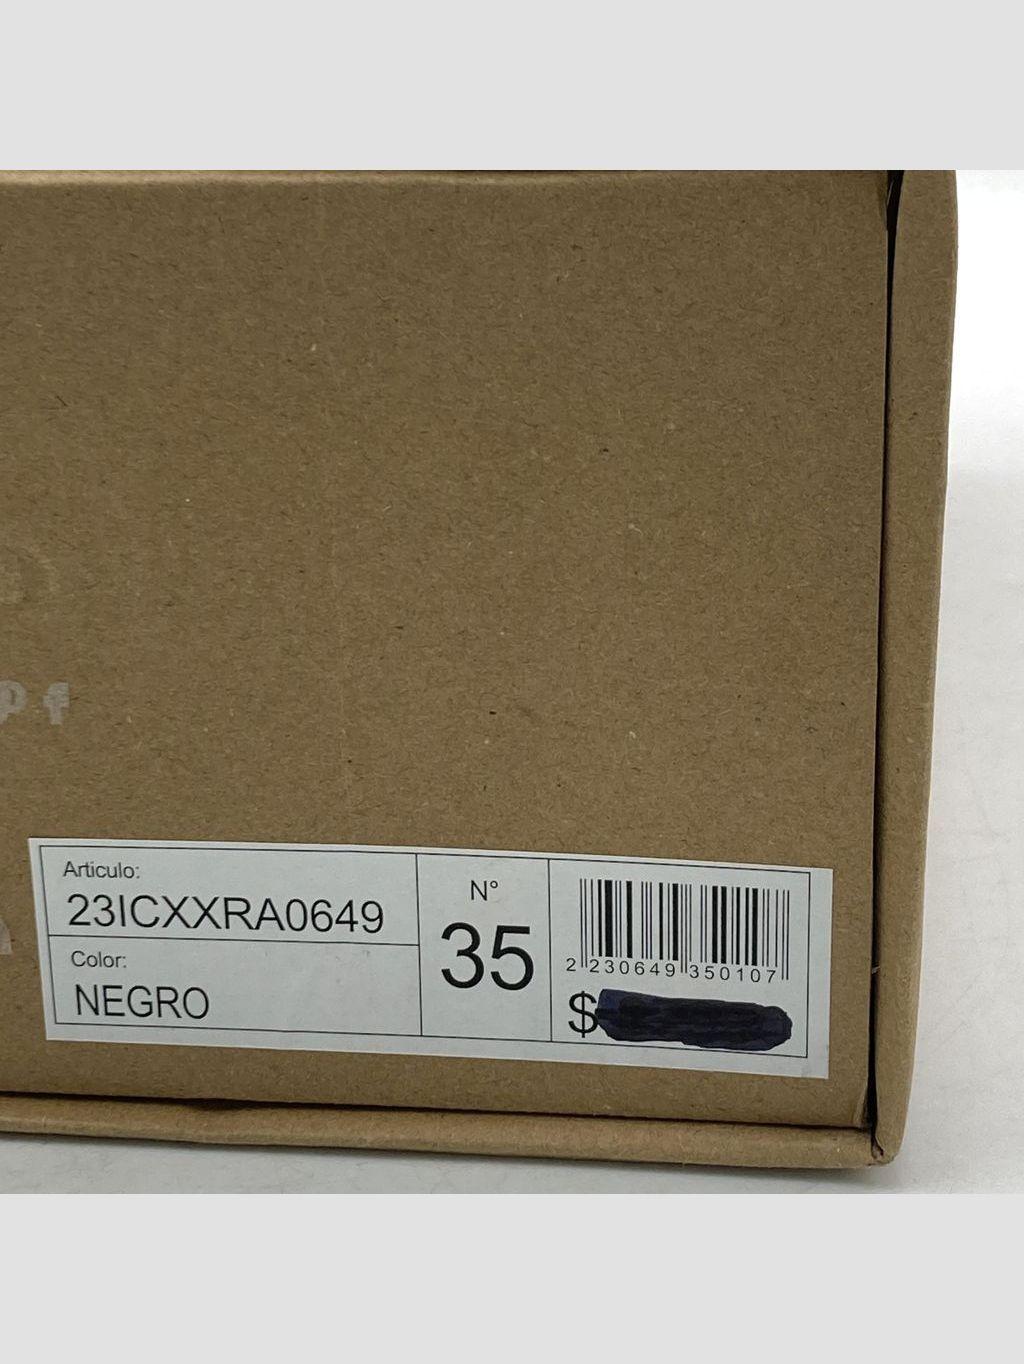 Articulo:
23ICXXRA0649
Color:
NEGRO
N°
35
2 230649 350107
$